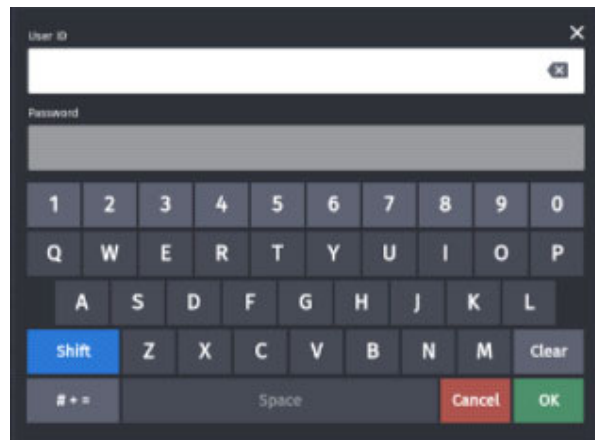 User ID
Password
1 2 3 4 5 6 7 8 9 0
Q W E R T Y U I O P
A S D F G H J K L
Shift Z X C V B N M Clear
# + = Space Cancel OK